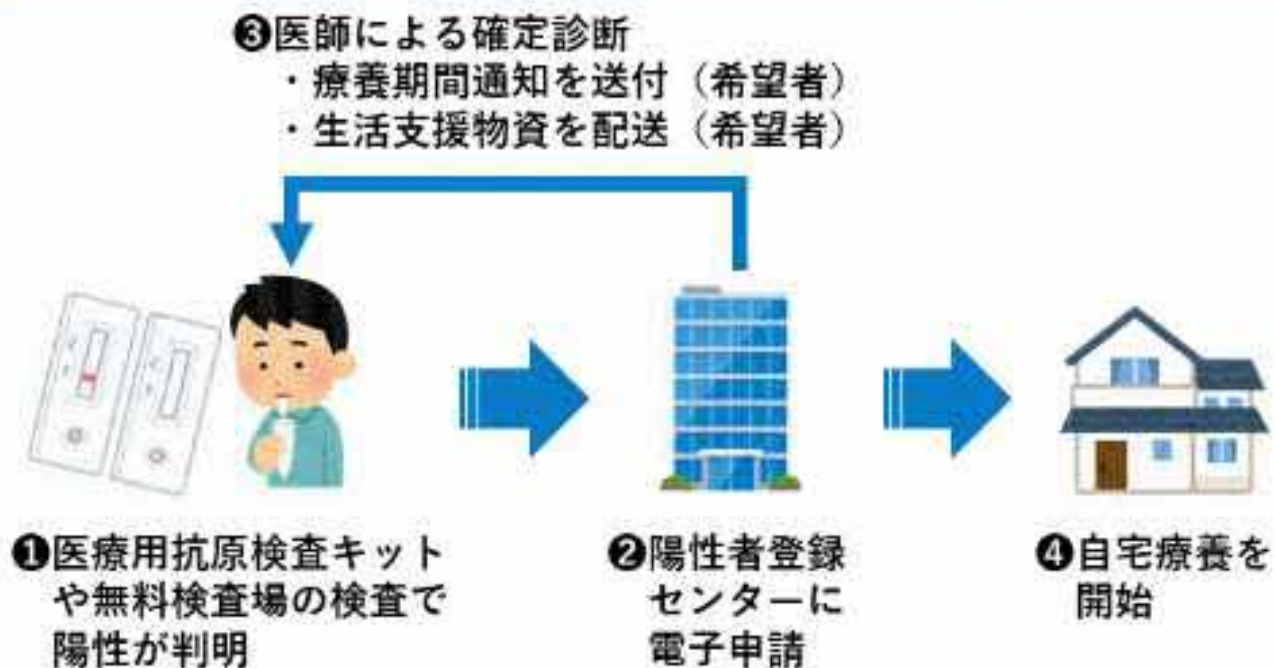 ❸医師による確定診断
・療養期間通知を送付（希望者）
・生活支援物資を配送（希望者）
❶医療用抗原検査キット
や無料検査場の検査で
陽性が判明
❷陽性者登録
センターに
電子申請
❹自宅療養を
開始